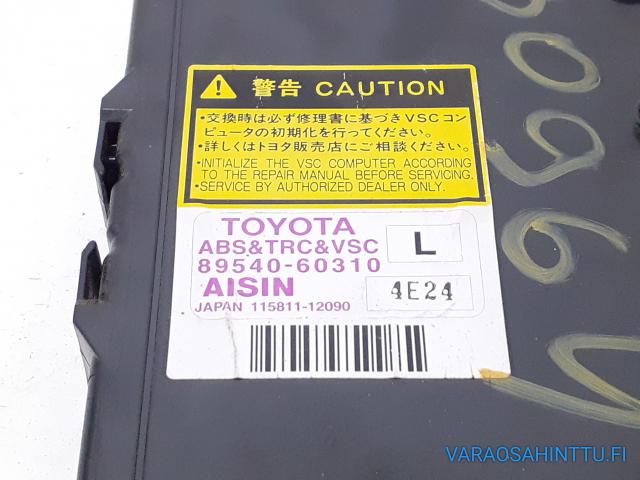 警告 CAUTION
・交換時は必ず修理書に基づきVSCコン
ピュータの初期化を行ってください。
・詳しくはトヨタ販売店にご相談ください。
•INITIALIZE THE VSC COMPUTER ACCORDING
TO THE REPAIR MANUAL BEFORE SERVICING.
•SERVICE BY AUTHORIZED DEALER ONLY.
TOYOTA
ABS&TRC&VSC
L
89540-60310
AISIN
4E24
JAPAN 115811-12090
VARAOSAHINTTU.FI